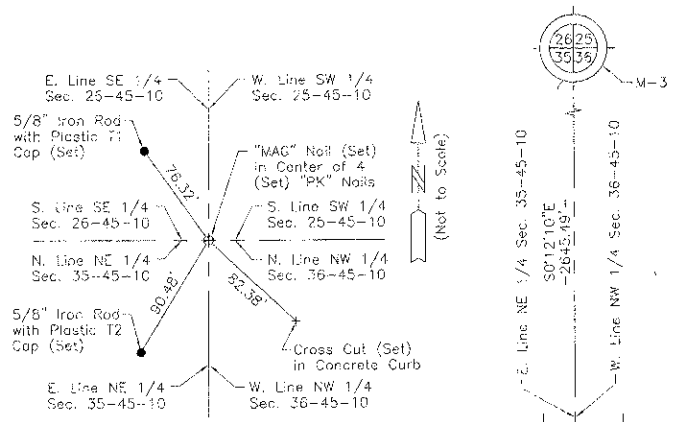 E. Line SE 1/4
Sec. 25-45-10
W. Line SW 1/4
Sec. 25-45-10
5/8" Iron Rod
with Plastic T1
Cap (Set)
76.32'
"MAG" Nail (Set)
in Center of 4
(Set) "PK" Nails
S. Line SE 1/4
Sec. 26-45-10
S. Line SW 1/4
Sec. 25-45-10
N. Line NE 1/4
Sec. 35-45-10
N. Line NW 1/4
Sec. 36-45-10
90.48'
82.38'
5/8" Iron Rod
with Plastic T2
Cap (Set)
Cross Cut (Set)
in Concrete Curb
E. Line NE 1/4
Sec. 35-45-10
W. Line NW 1/4
Sec. 36-45-10
N
(Not to Scale)
26 25
35 36
M-3
E. Line NE 1/4 Sec. 35-45-10
S0°12'10"E
-2645.49'-
W. Line NW 1/4 Sec. 36-45-10